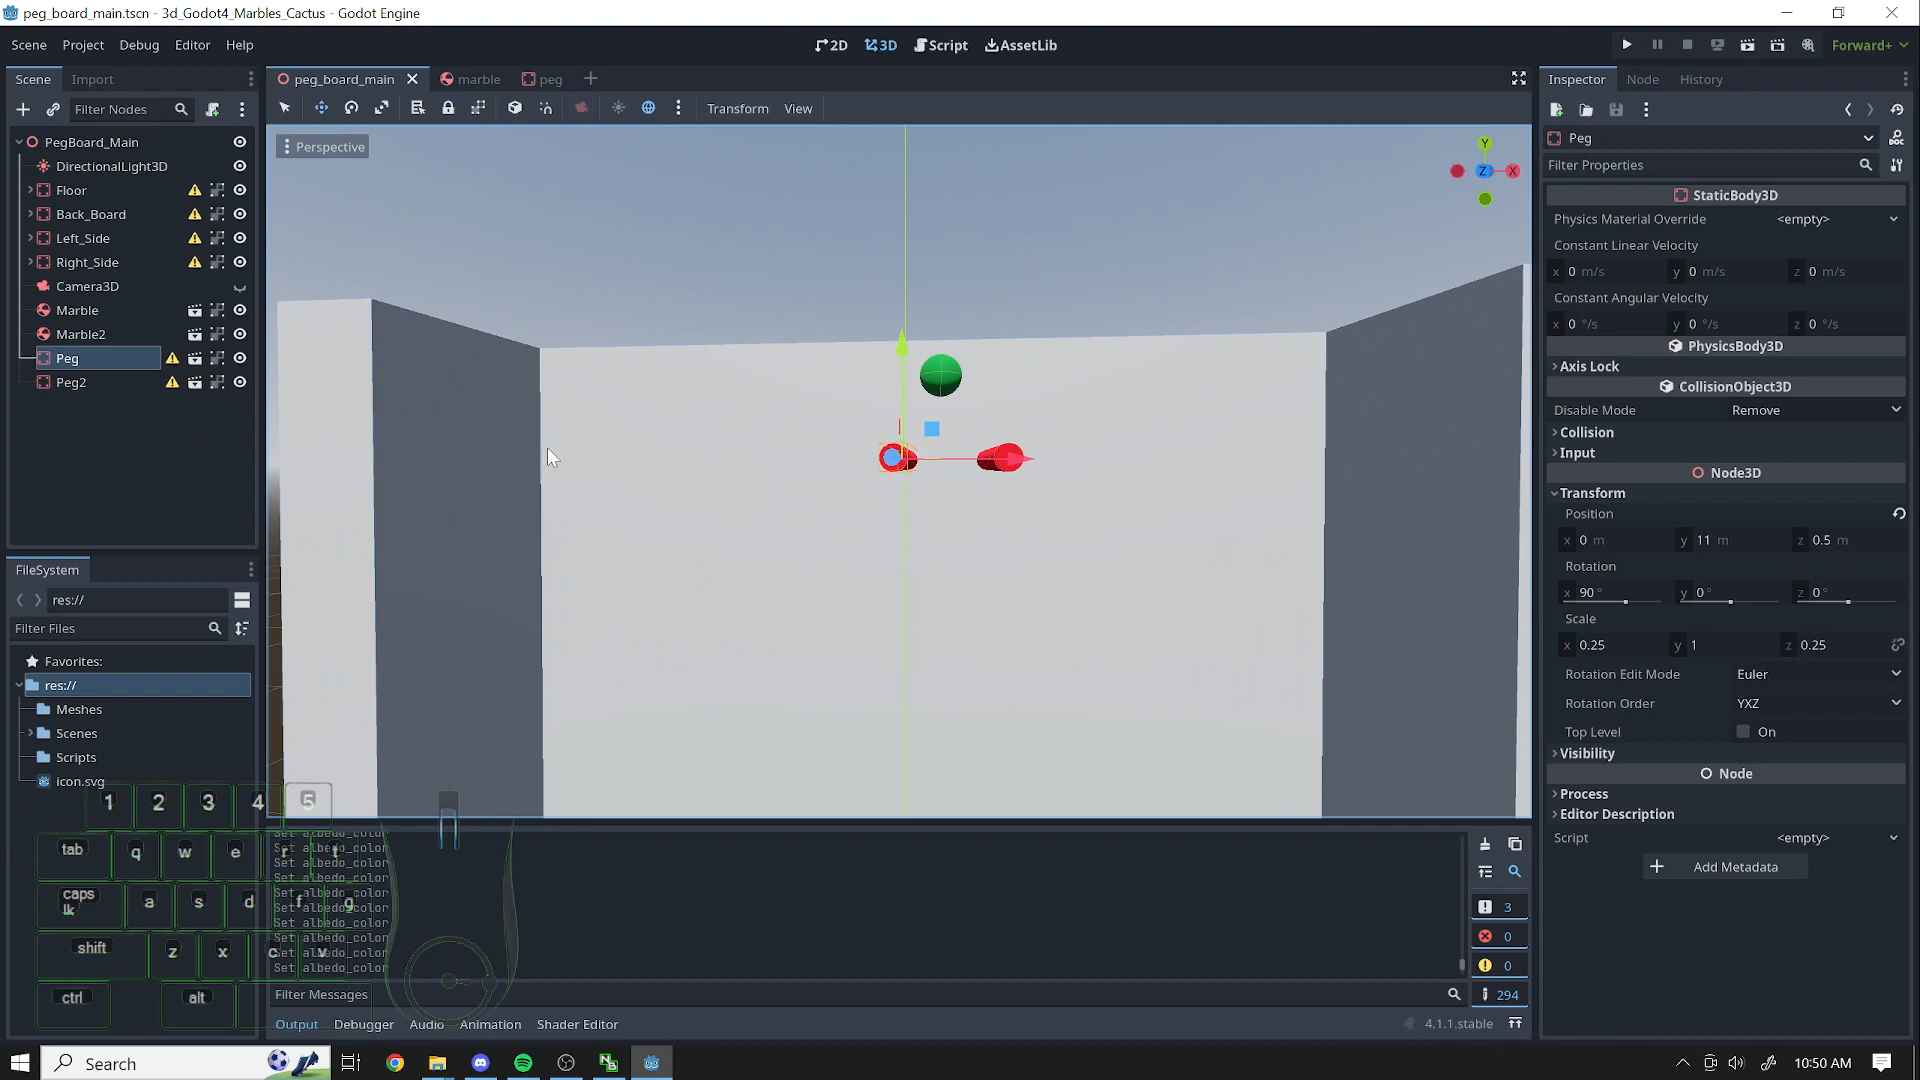 peg_board_main.tscn - 3d_Godot4_Marbles_Cactus - Godot Engine
Scene Project Debug Editor Help
2D 3D Script AssetLib
Forward+
Scene Import
peg_board_main marble peg
Inspector Node History
Filter Nodes
Transform View
PegBoard_Main
DirectionalLight3D
Floor
Back_Board
Left_Side
Right_Side
Camera3D
Marble
Marble2
Peg
Peg2
Perspective
Y
Z
X
Peg
Filter Properties
StaticBody3D
Physics Material Override <empty>
Constant Linear Velocity
x 0 m/s y 0 m/s z 0 m/s
Constant Angular Velocity
x 0 °/s y 0 °/s z 0 °/s
PhysicsBody3D
Axis Lock
CollisionObject3D
Disable Mode Remove
Collision
Input
Node3D
Transform
Position
x 0 m y 11 m z 0.5 m
Rotation
x 90 ° y 0 ° z 0 °
Scale
x 0.25 y 1 z 0.25
Rotation Edit Mode Euler
Rotation Order YXZ
Top Level On
Visibility
Node
Process
Editor Description
Script <empty>
Add Metadata
FileSystem
res://
Filter Files
Favorites:
res://
Meshes
Scenes
Scripts
icon.svg
1 2 3 4 5
tab q w e r t
caps lk a s d f g
shift z x c v
ctrl alt
Set albedo_color
Set albedo_color
Set albedo_color
Set albedo_color
Set albedo_color
Set albedo_color
Set albedo_color
Set albedo_color
Set albedo_color
Set albedo_color
3
0
0
294
Filter Messages
Output Debugger Audio Animation Shader Editor
4.1.1.stable
Search
10:50 AM